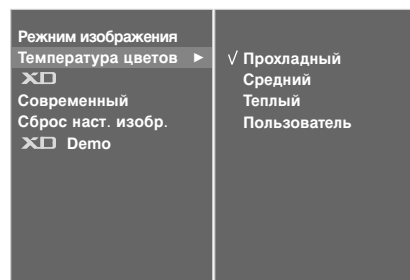 Режим изображения
Температура цветов ►
XD
Современный
Сброс наст. изобр.
XD Demo
√ Прохладный
Средний
Теплый
Пользователь